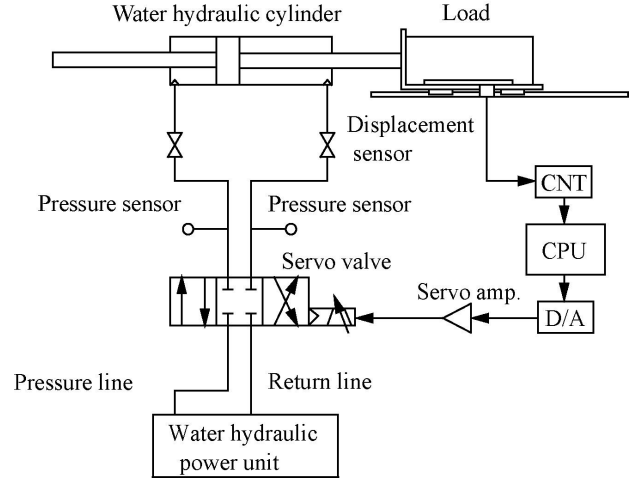 Water hydraulic cylinder
Load
Displacement
sensor
CNT
Pressure sensor
Pressure sensor
CPU
Servo valve
Servo amp.
D/A
Pressure line
Return line
Water hydraulic
power unit